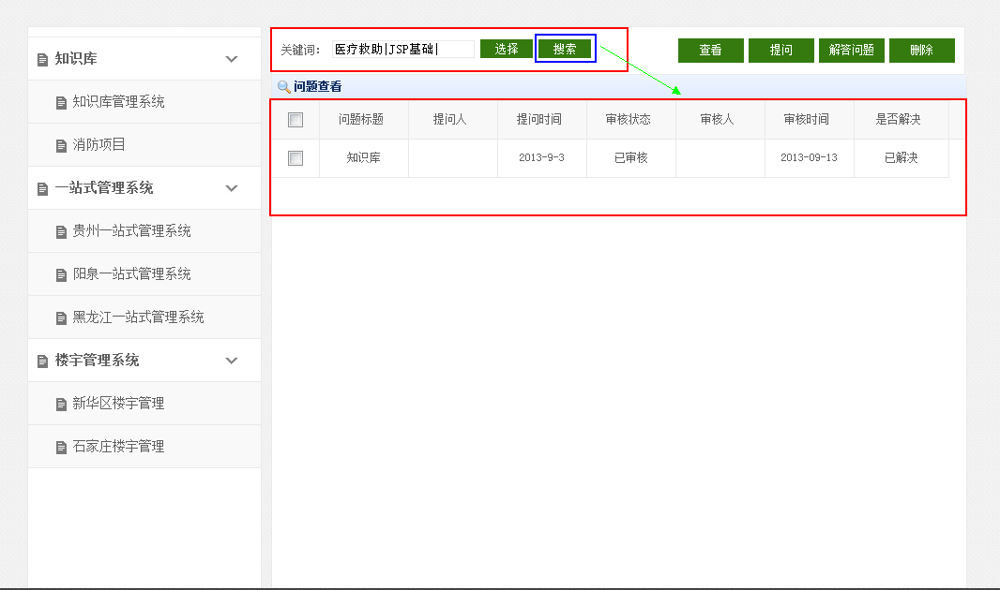 知识库
知识库管理系统
消防项目
一站式管理系统
贵州一站式管理系统
阳泉一站式管理系统
黑龙江一站式管理系统
楼宇管理系统
新华区楼宇管理
石家庄楼宇管理
关键词： 医疗救助|JSP基础| 选择 搜索 查看 提问 解答问题 删除
问题查看
问题标题 提问人 提问时间 审核状态 审核人 审核时间 是否解决
知识库 2013-9-3 已审核 2013-09-13 已解决